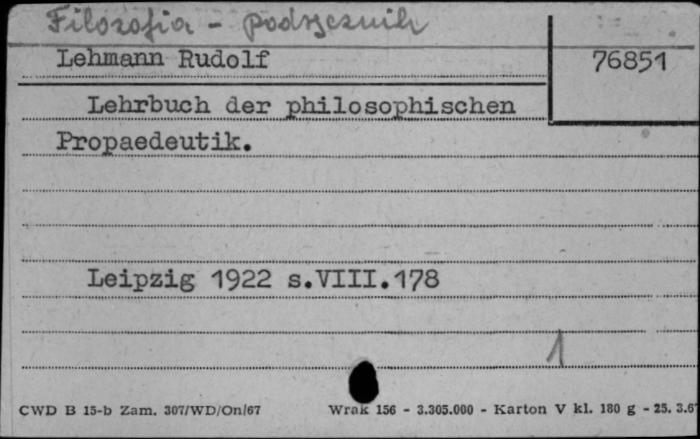 Filozofia - podręcznik
Lehmann Rudolf
76851
Lehrbuch der philosophischen
Propaedeutik.
Leipzig 1922 s.VIII.178
1
CWD B 15-b Zam. 307/WD/On/67 Wrak 156 - 3.305.000 - Karton V kl. 180 g - 25. 3.67